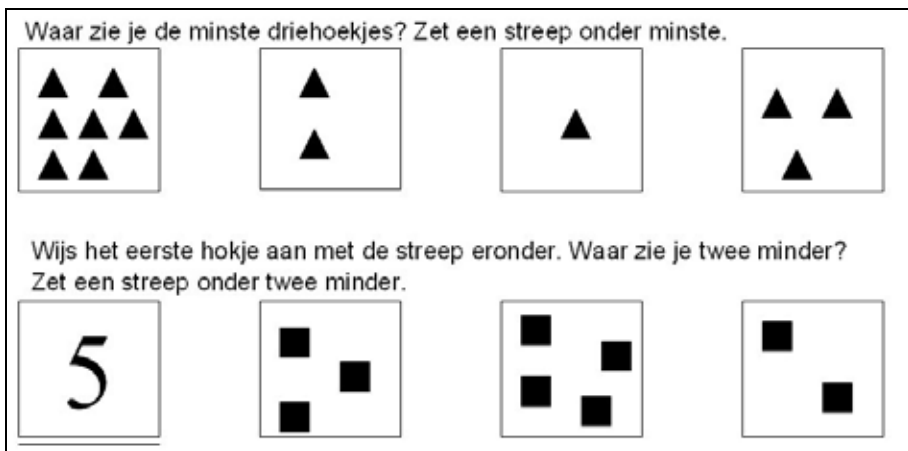 Waar zie je de minste driehoekjes? Zet een streep onder minste.
Wijs het eerste hokje aan met de streep eronder. Waar zie je twee minder?
Zet een streep onder twee minder.
5